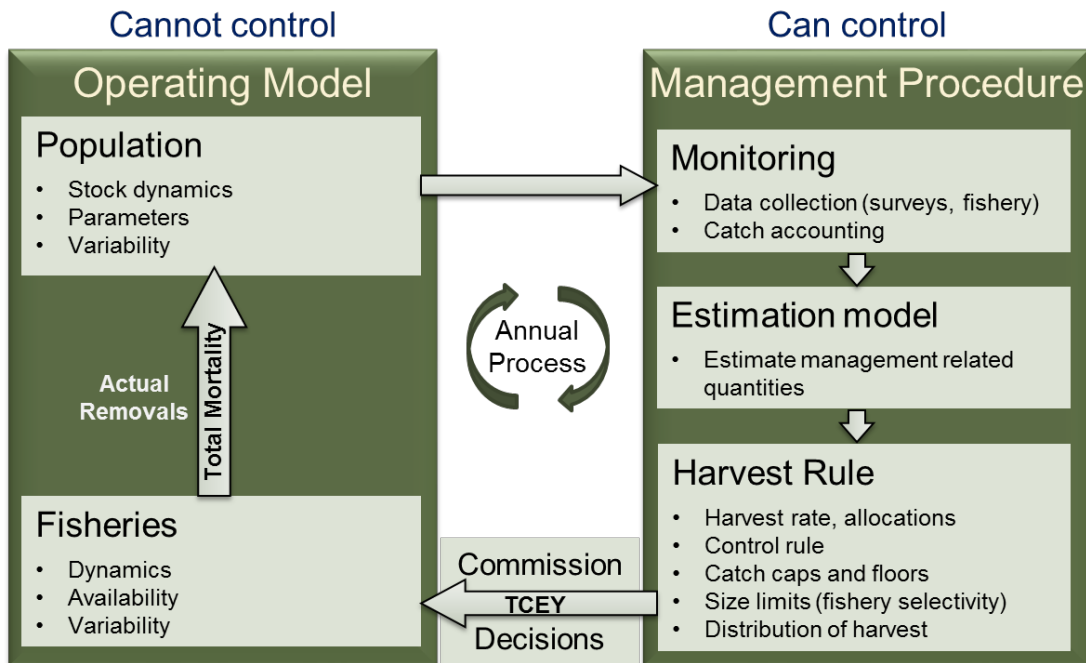 Cannot control
Can control
Operating Model
Population
• Stock dynamics
• Parameters
• Variability
Actual
Removals
Total Mortality
Fisheries
• Dynamics
• Availability
• Variability
Annual
Process
Management Procedure
Monitoring
• Data collection (surveys, fishery)
• Catch accounting
Estimation model
• Estimate management related
quantities
Harvest Rule
• Harvest rate, allocations
• Control rule
• Catch caps and floors
• Size limits (fishery selectivity)
• Distribution of harvest
Commission
TCEY
Decisions